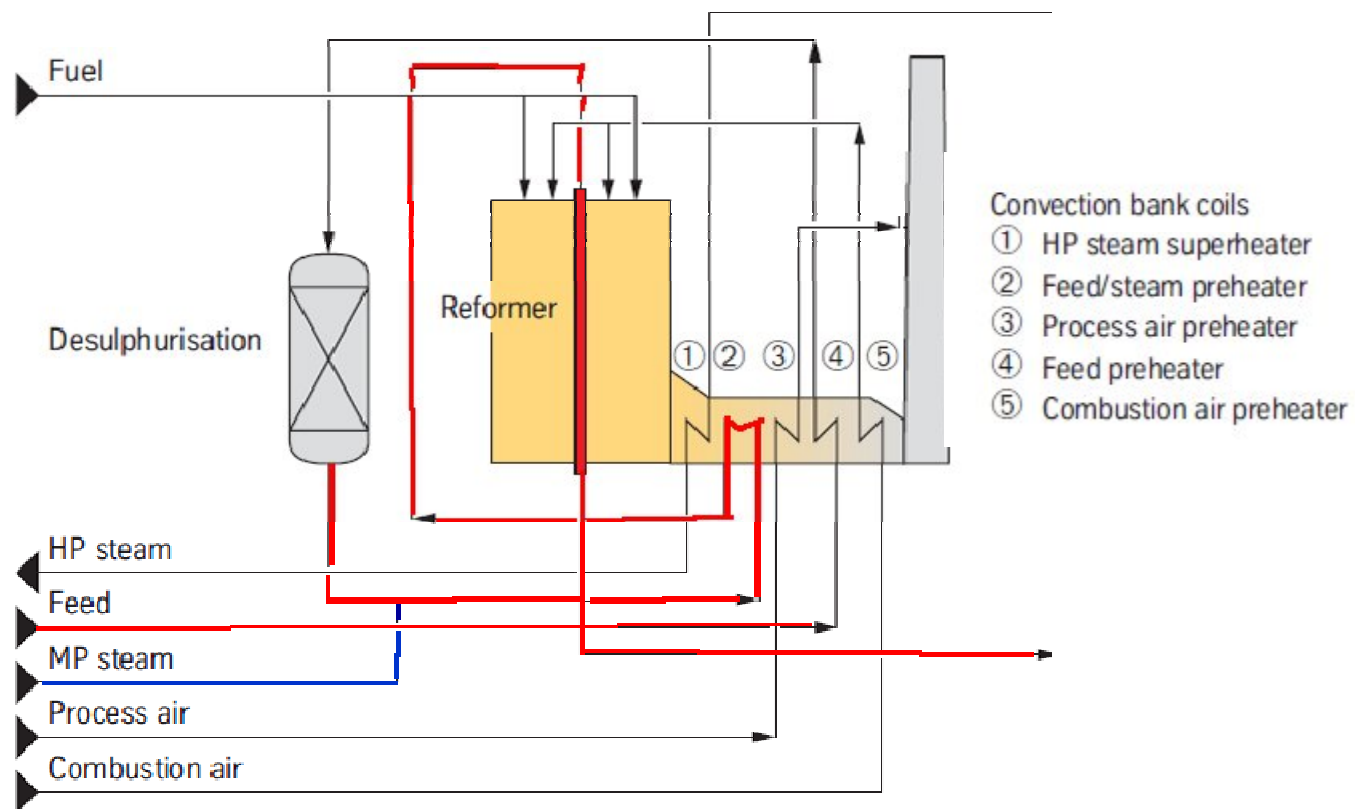 Fuel
Desulphurisation
Reformer
① ② ③ ④ ⑤
Convection bank coils
① HP steam superheater
② Feed/steam preheater
③ Process air preheater
④ Feed preheater
⑤ Combustion air preheater
HP steam
Feed
MP steam
Process air
Combustion air